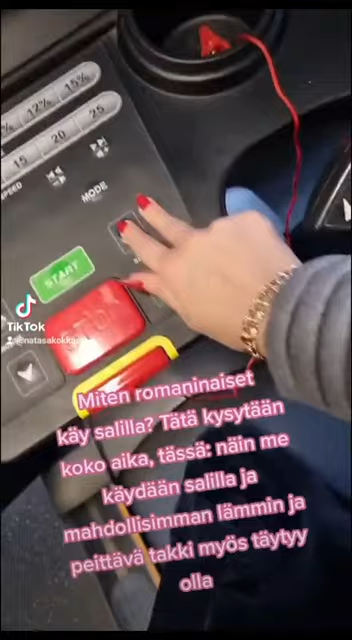 12%
15%
15
20
25
SPEED
MODE
START
STOP
TikTok
Miten romaninaiset
käy salilla? Tätä kysytään
koko aika, tässä: näin me
käydään salilla ja
mahdollisimman lämmin ja
peittävä takki myös täytyy
olla